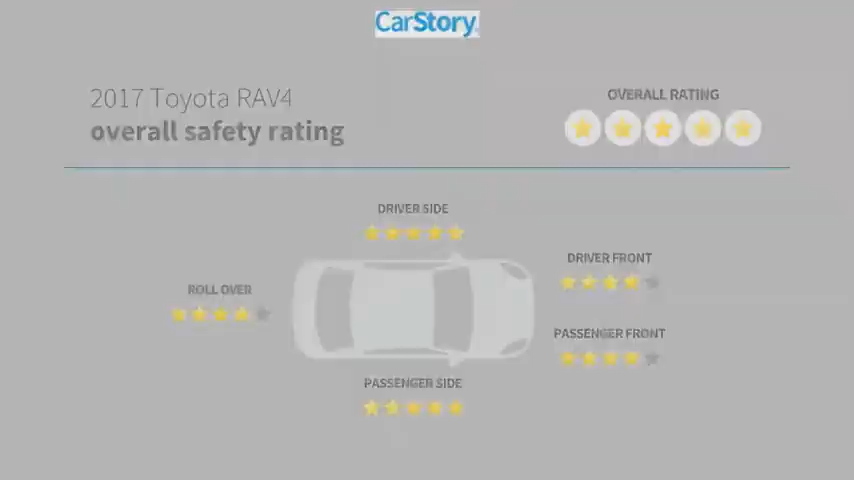 CarStory
2017 Toyota RAV4
overall safety rating
OVERALL RATING
DRIVER SIDE
DRIVER FRONT
ROLL OVER
PASSENGER FRONT
PASSENGER SIDE